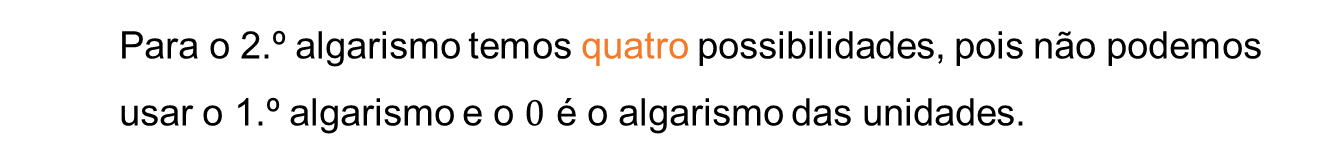 Para o 2.º algarismo temos quatro possibilidades, pois não podemos
usar o 1.º algarismo e o 0 é o algarismo das unidades.